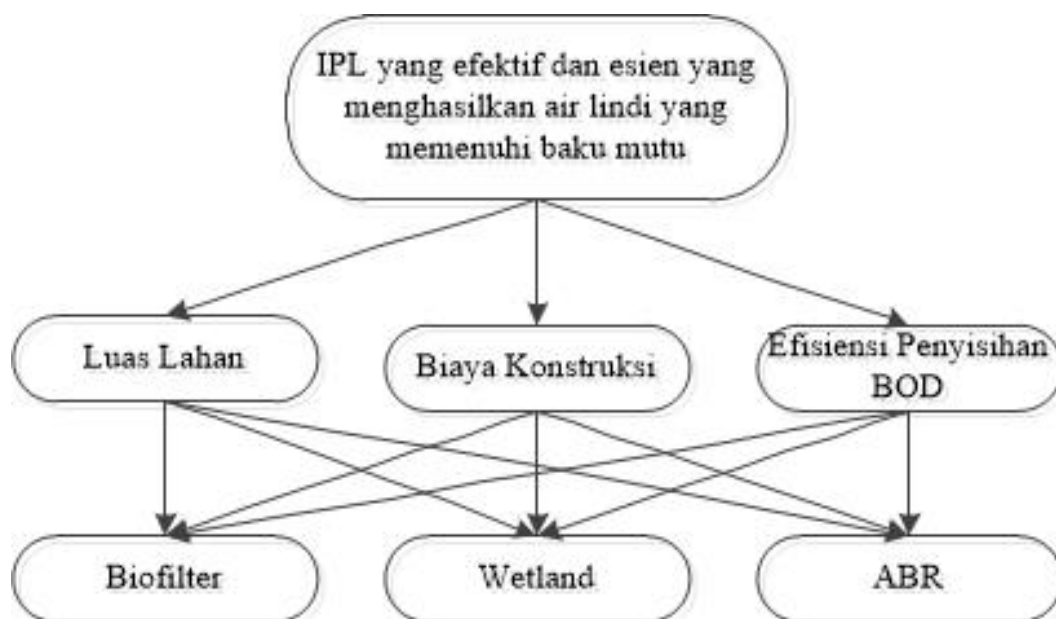 IPL yang efektif dan esien yang
menghasilkan air lindi yang
memenuhi baku mutu
Luas Lahan
Biaya Konstruksi
Efisiensi Penyisihan
BOD
Biofilter
Wetland
ABR